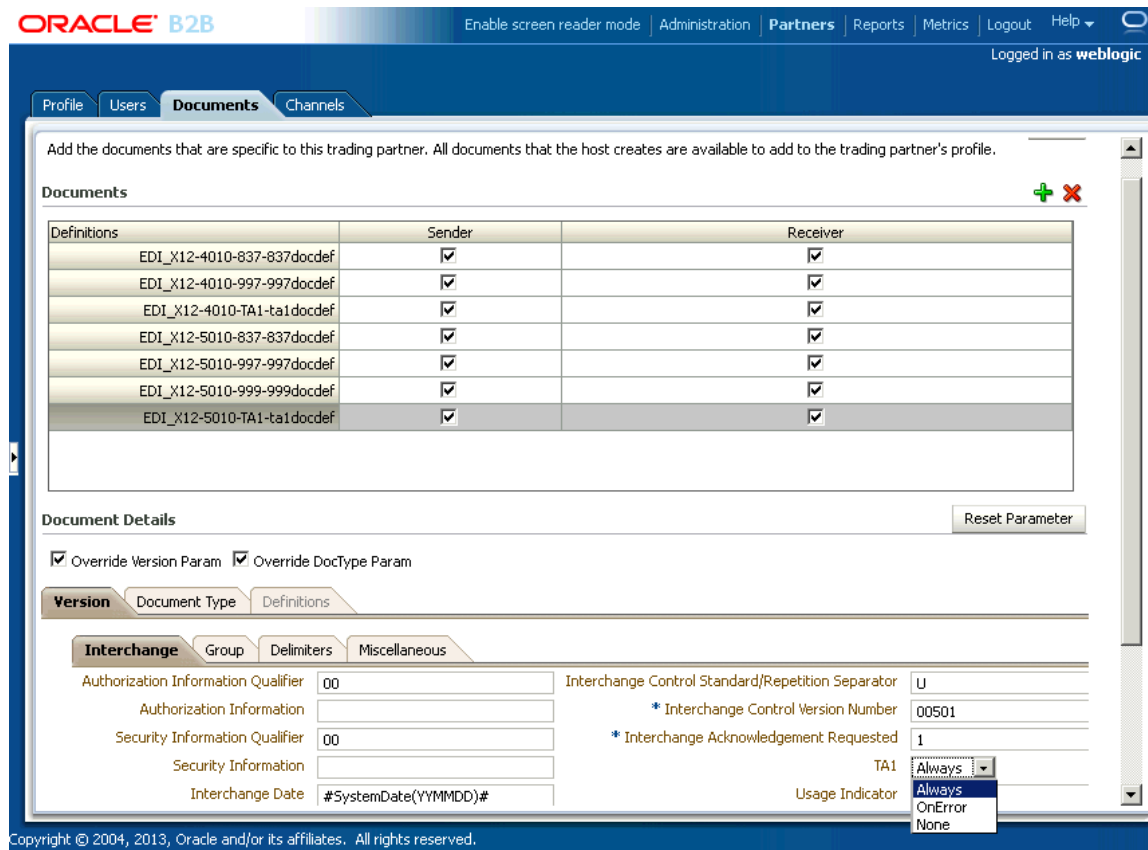 ORACLE B2B
Enable screen reader mode Administration Partners Reports Metrics Logout Help
Logged in as weblogic
Profile Users Documents Channels
Add the documents that are specific to this trading partner. All documents that the host creates are available to add to the trading partner's profile.
Documents
Definitions Sender Receiver
EDI_X12-4010-837-837docdef
EDI_X12-4010-997-997docdef
EDI_X12-4010-TA1-ta1docdef
EDI_X12-5010-837-837docdef
EDI_X12-5010-997-997docdef
EDI_X12-5010-999-999docdef
EDI_X12-5010-TA1-ta1docdef
Document Details Reset Parameter
Override Version Param Override DocType Param
Version Document Type Definitions
Interchange Group Delimiters Miscellaneous
Authorization Information Qualifier 00 Interchange Control Standard/Repetition Separator U
Authorization Information * Interchange Control Version Number 00501
Security Information Qualifier 00 * Interchange Acknowledgement Requested 1
Security Information TA1 Always
Interchange Date #SystemDate(YYMMDD)# Usage Indicator Always
OnError
None
Copyright © 2004, 2013, Oracle and/or its affiliates. All rights reserved.